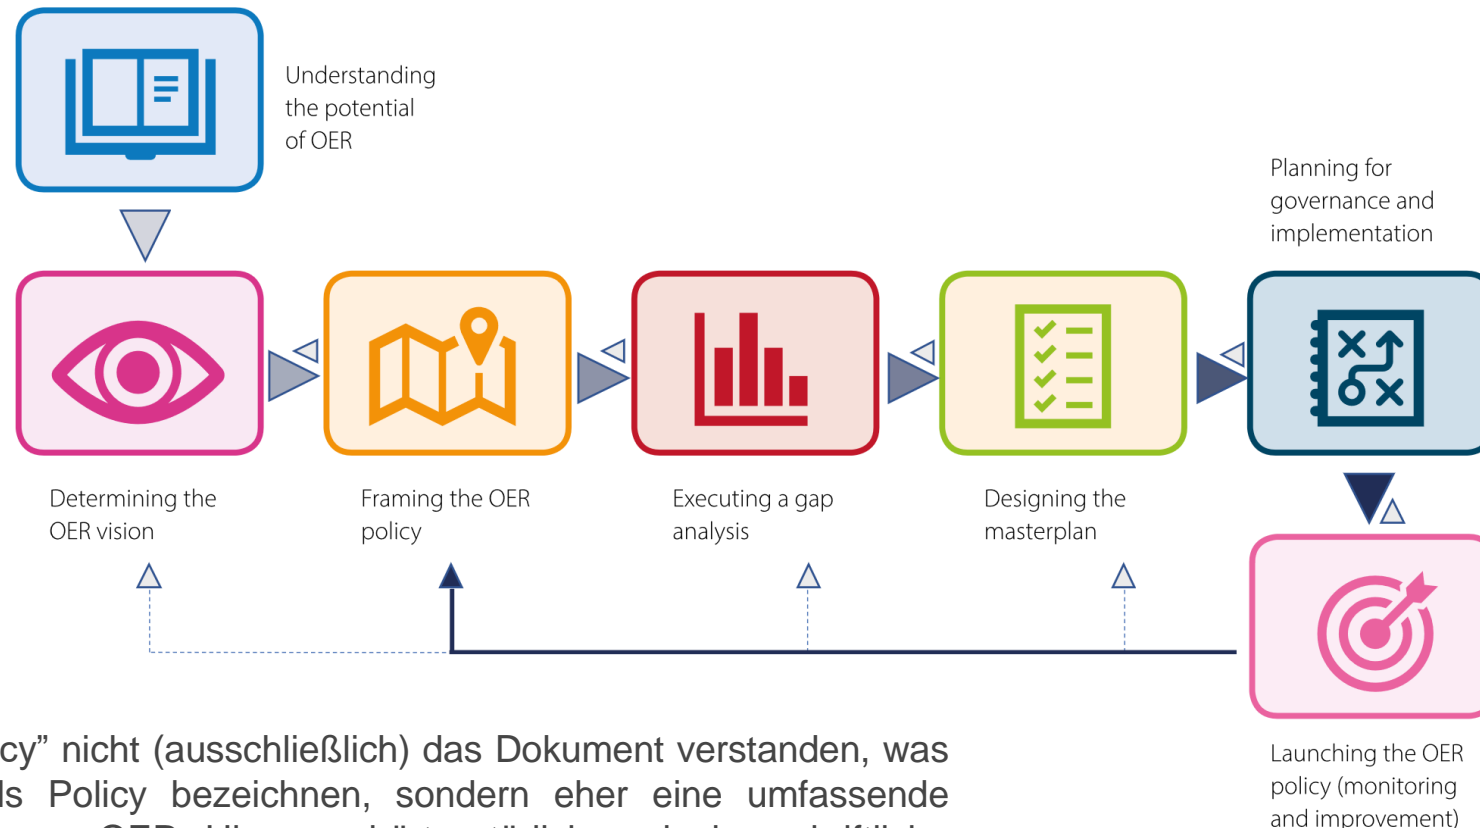 Understanding
the potential
of OER
Planning for
governance and
implementation
Determining the
OER vision
Framing the OER
policy
Executing a gap
analysis
Designing the
masterplan
Launching the OER
policy (monitoring
and improvement)
cy” nicht (ausschließlich) das Dokument verstanden, was
ls Policy bezeichnen, sondern eher eine umfassende